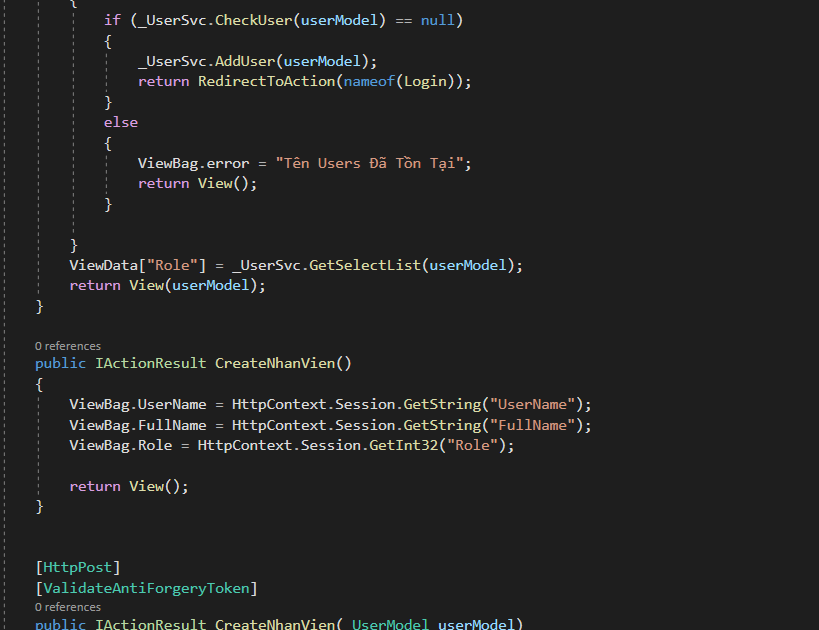 {
if (_UserSvc.CheckUser(userModel) == null)
{
_UserSvc.AddUser(userModel);
return RedirectToAction(nameof(Login));
}
else
{
ViewBag.error = "Tên Users Đã Tồn Tại";
return View();
}
}
ViewData["Role"] = _UserSvc.GetSelectList(userModel);
return View(userModel);
}
0 references
public IActionResult CreateNhanVien()
{
ViewBag.UserName = HttpContext.Session.GetString("UserName");
ViewBag.FullName = HttpContext.Session.GetString("FullName");
ViewBag.Role = HttpContext.Session.GetInt32("Role");
return View();
}
[HttpPost]
[ValidateAntiForgeryToken]
0 references
public IActionResult CreateNhanVien( UserModel userModel)